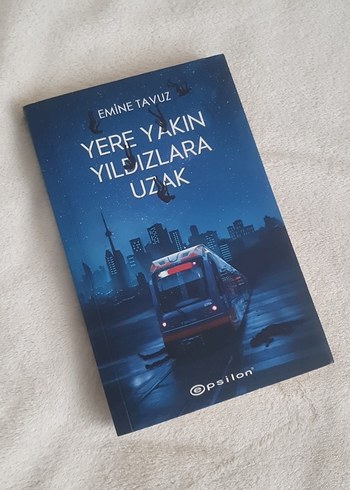 EMİNE TAVUZ
YERE YAKIN
YILDIZLARA
UZAK
epsilon